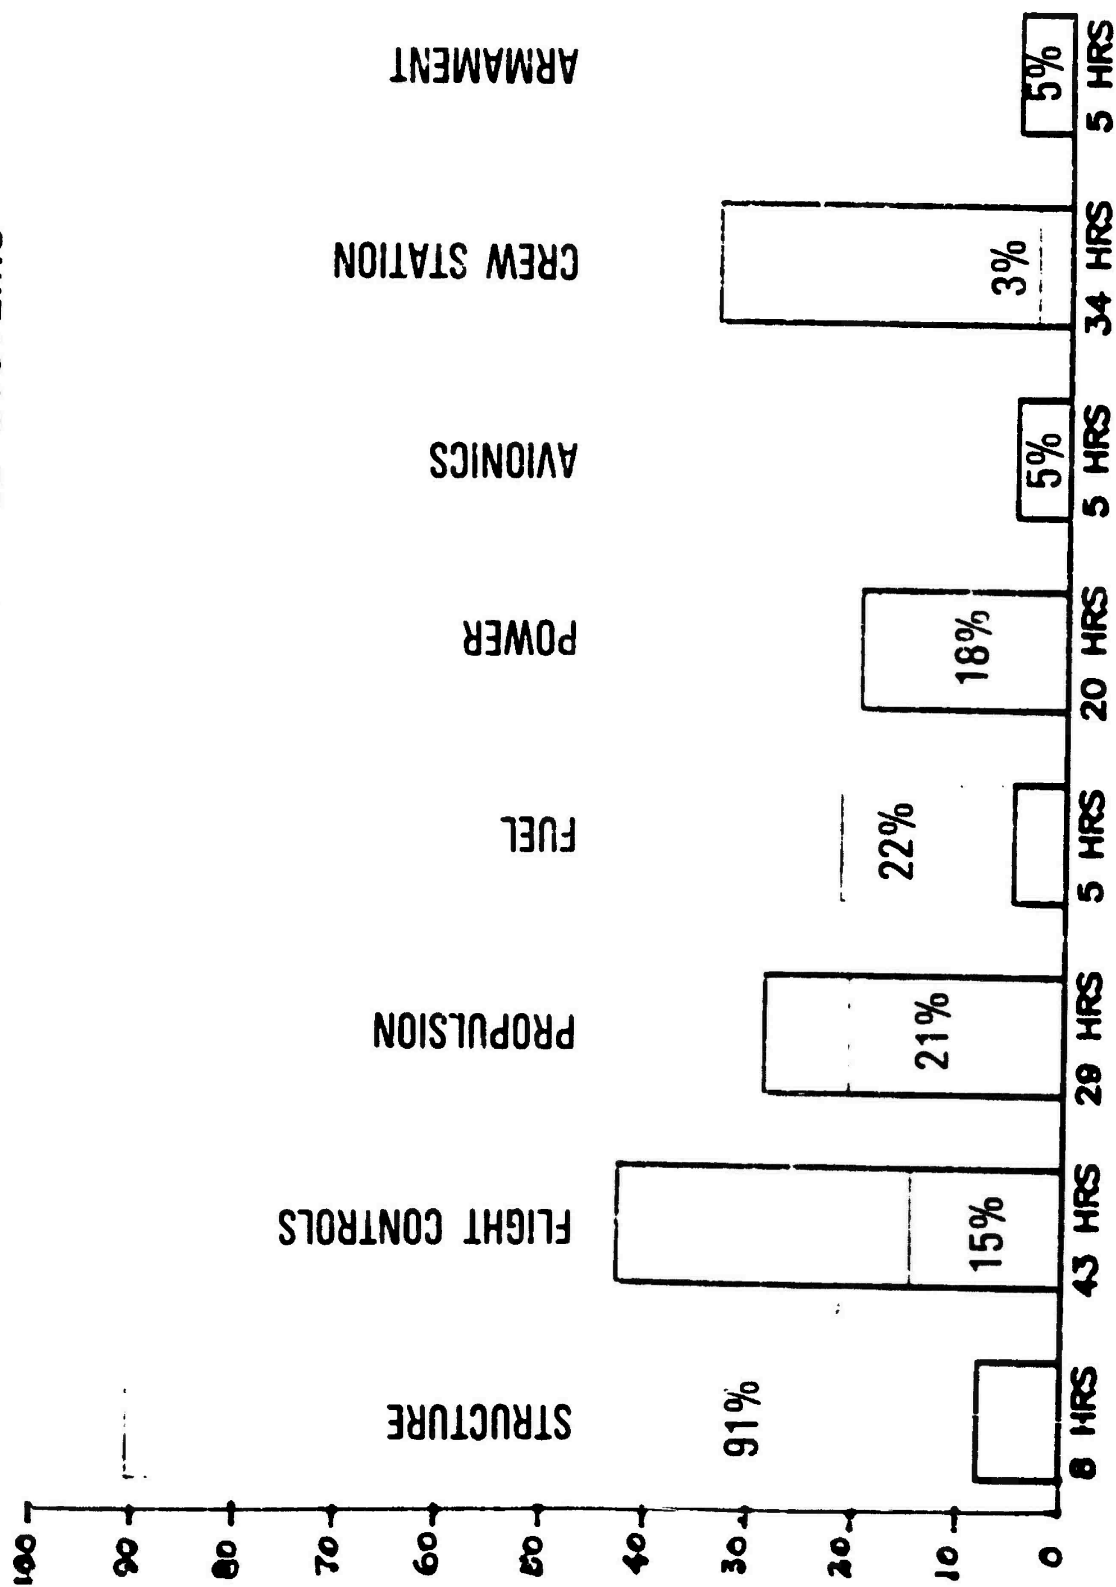 100
90
80
70
60
50
40
30
20
10
0
STRUCTURE
FLIGHT CONTROLS
PROPULSION
FUEL
POWER
AVIONICS
CREW STATION
ARMAMENT
91%
15%
21%
22%
18%
5%
3%
5%
8 HRS
43 HRS
29 HRS
5 HRS
20 HRS
5 HRS
34 HRS
5 HRS